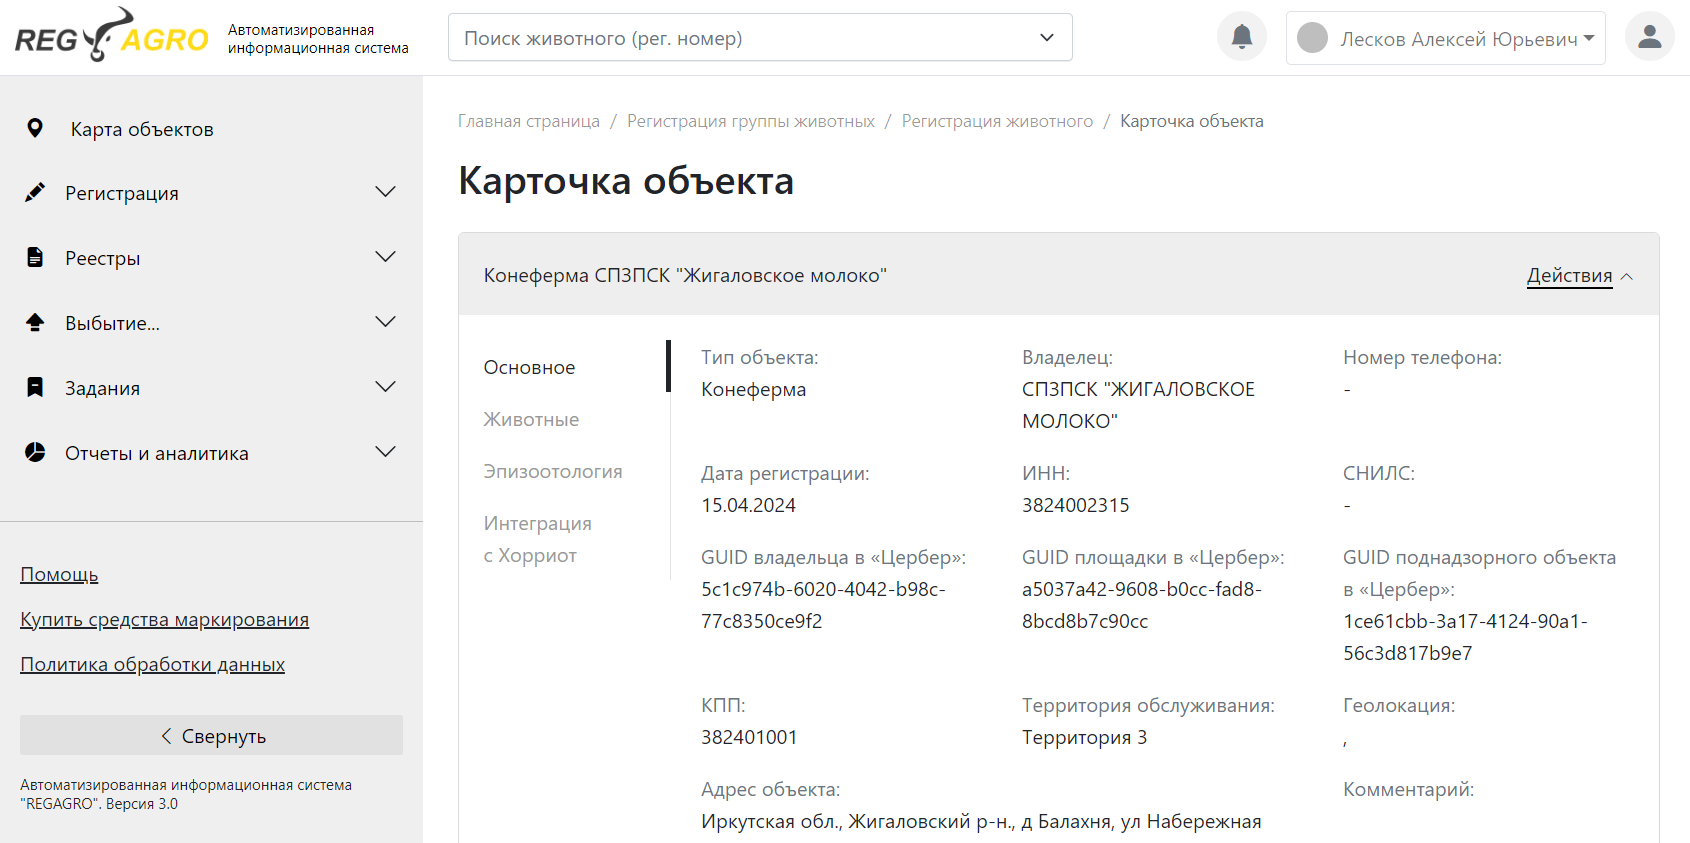 REG AGRO
Автоматизированная
информационная система
Поиск животного (рег. номер)
Лесков Алексей Юрьевич
Карта объектов
Регистрация
Реестры
Выбытие...
Задания
Отчеты и аналитика
Помощь
Купить средства маркирования
Политика обработки данных
Свернуть
Автоматизированная информационная система
"REGAGRO". Версия 3.0
Главная страница / Регистрация группы животных / Регистрация животного / Карточка объекта
Карточка объекта
Конеферма СПЗПСК "Жигаловское молоко"
Действия
Основное
Животные
Эпизоотология
Интеграция
с Хорриот
Тип объекта:
Конеферма
Владелец:
СПЗПСК "ЖИГАЛОВСКОЕ
МОЛОКО"
Номер телефона:
-
Дата регистрации:
15.04.2024
ИНН:
3824002315
СНИЛС:
-
GUID владельца в «Цербер»:
5c1c974b-6020-4042-b98c-
77c8350ce9f2
GUID площадки в «Цербер»:
a5037a42-9608-b0cc-fad8-
8bcd8b7c90cc
GUID поднадзорного объекта
в «Цербер»:
1ce61cbb-3a17-4124-90a1-
56c3d817b9e7
КПП:
382401001
Территория обслуживания:
Территория 3
Геолокация:
,
Адрес объекта:
Иркутская обл., Жигаловский р-н., д Балахня, ул Набережная
Комментарий: